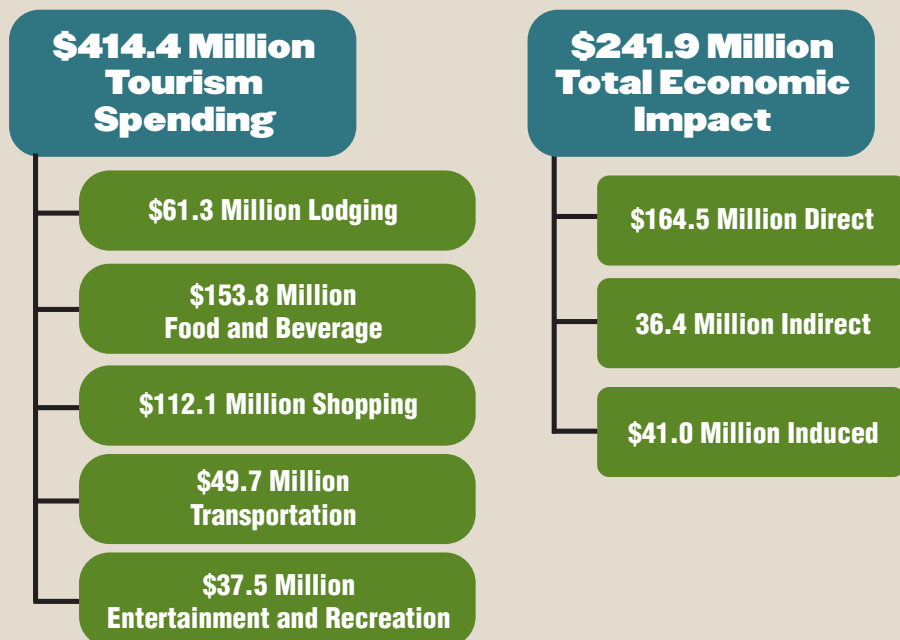 $414.4 Million
Tourism
Spending
$61.3 Million Lodging
$153.8 Million
Food and Beverage
$112.1 Million Shopping
$49.7 Million
Transportation
$37.5 Million
Entertainment and Recreation
$241.9 Million
Total Economic
Impact
$164.5 Million Direct
36.4 Million Indirect
$41.0 Million Induced